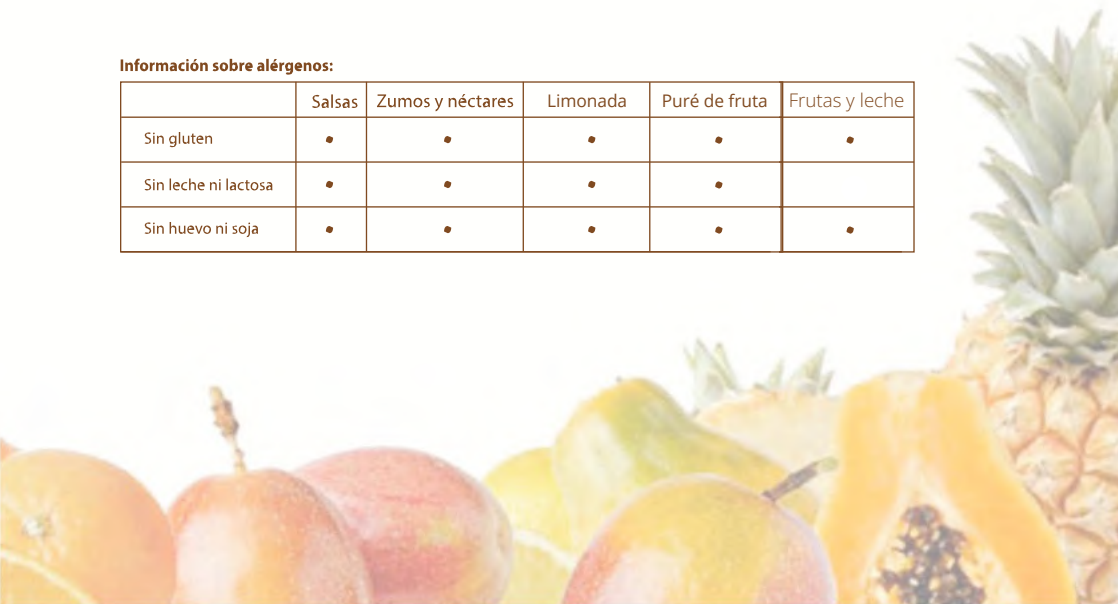 Información sobre alérgenos:
Salsas Zumos y néctares Limonada Puré de fruta Frutas y leche
Sin gluten • • • • •
Sin leche ni lactosa • • • •
Sin huevo ni soja • • • • •